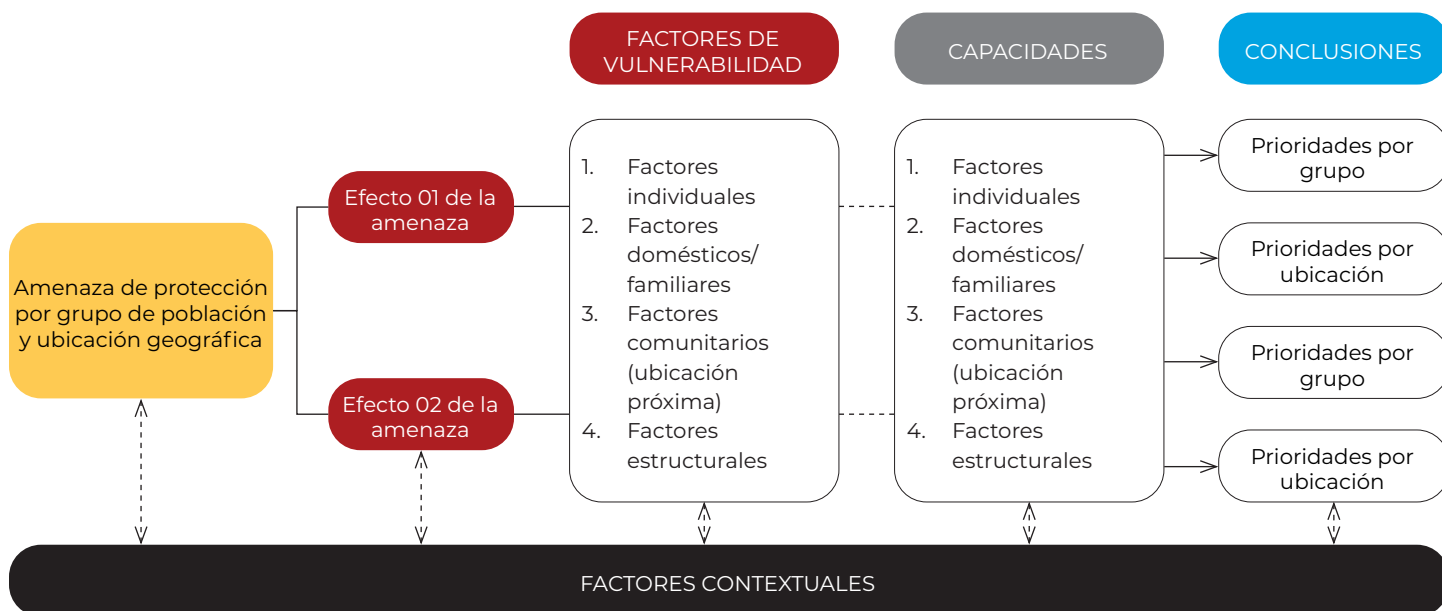 FACTORES DE
VULNERABILIDAD
CAPACIDADES
CONCLUSIONES
Amenaza de protección
por grupo de población
y ubicación geográfica
Efecto 01 de la
amenaza
Efecto 02 de la
amenaza
1. Factores
individuales
2. Factores
domésticos/
familiares
3. Factores
comunitarios
(ubicación
próxima)
4. Factores
estructurales
1. Factores
individuales
2. Factores
domésticos/
familiares
3. Factores
comunitarios
(ubicación
próxima)
4. Factores
estructurales
Prioridades por
grupo
Prioridades por
ubicación
Prioridades por
grupo
Prioridades por
ubicación
FACTORES CONTEXTUALES